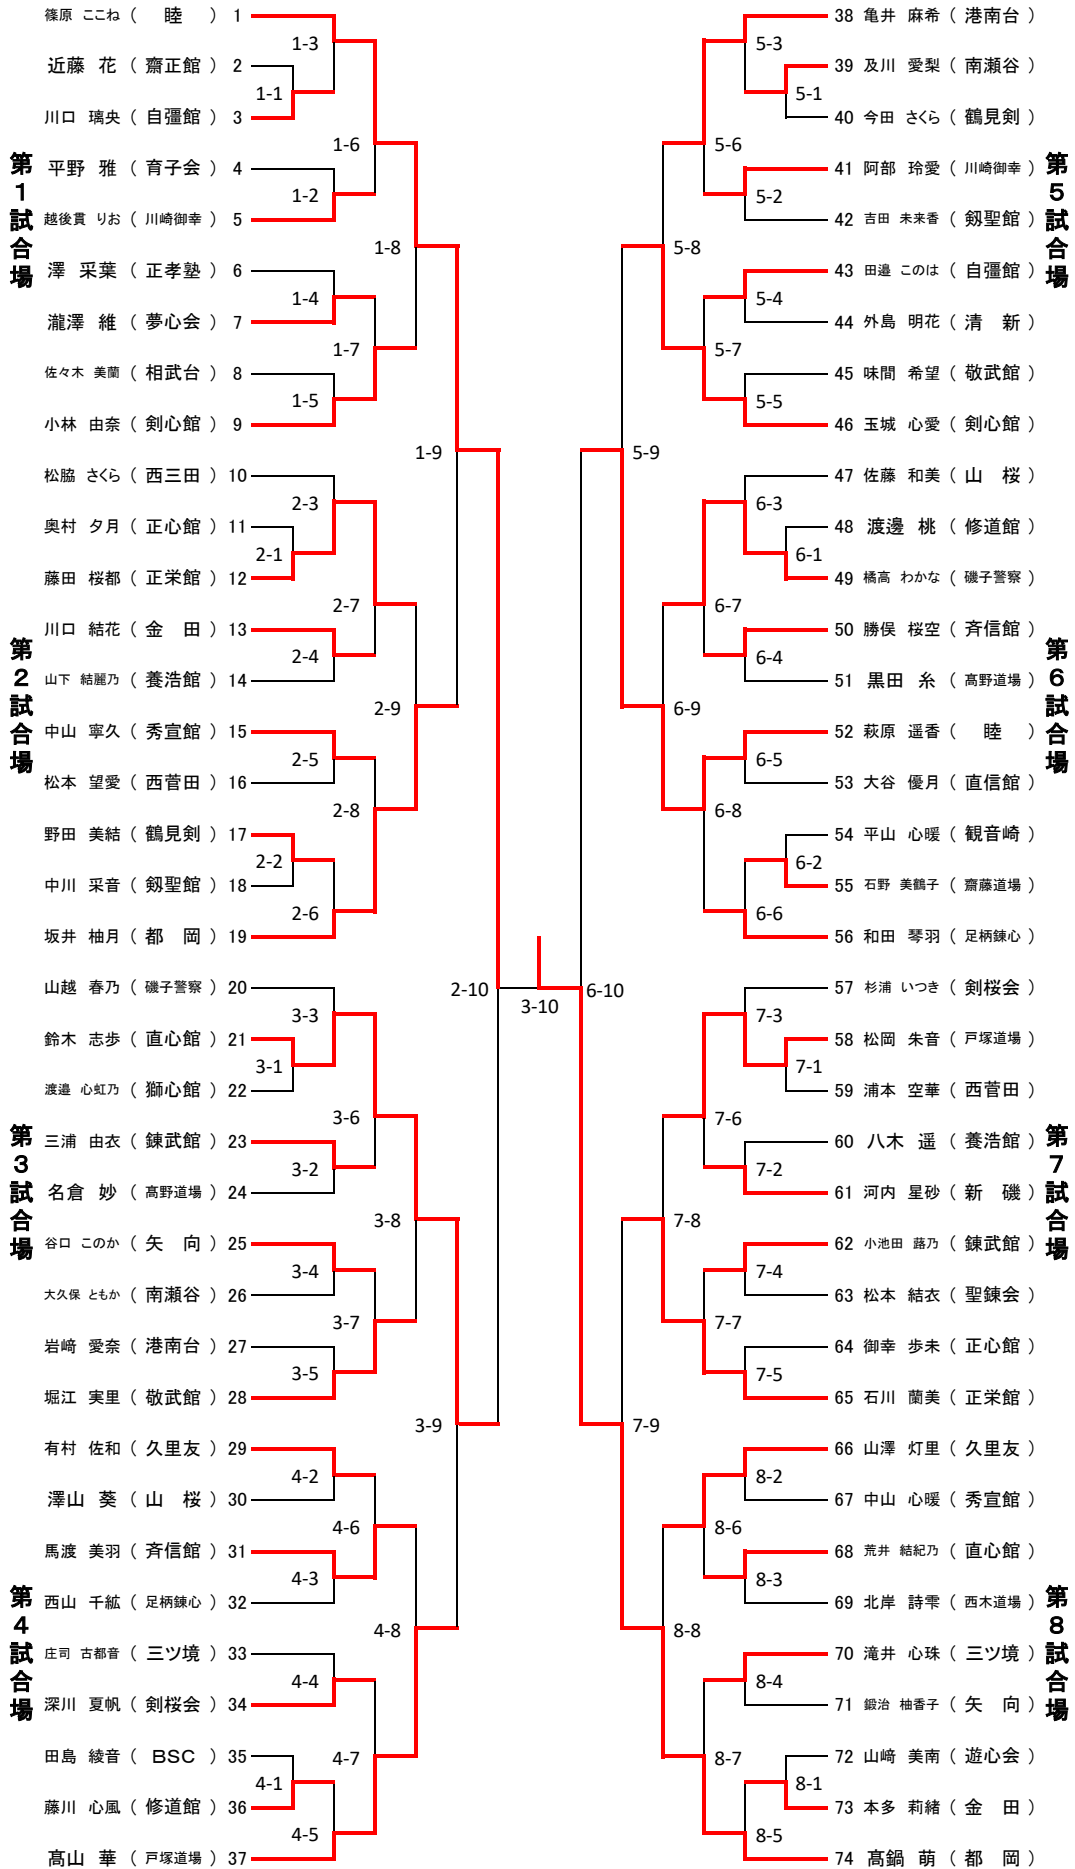 篠原 ここね ( 睦 ) 1
近藤 花 ( 齋正館 ) 2
川口 璃央 ( 自彊館 ) 3
平野 雅 ( 育子会 ) 4
越後貫 りお ( 川崎御幸 ) 5
澤 采葉 ( 正孝塾 ) 6
瀧澤 維 ( 夢心会 ) 7
佐々木 美蘭 ( 相武台 ) 8
小林 由奈 ( 剣心館 ) 9
松脇 さくら ( 西三田 ) 10
奥村 夕月 ( 正心館 ) 11
藤田 桜都 ( 正栄館 ) 12
川口 結花 ( 金 田 ) 13
山下 結麗乃 ( 養浩館 ) 14
中山 寧久 ( 秀宣館 ) 15
松本 望愛 ( 西菅田 ) 16
野田 美結 ( 鶴見剣 ) 17
中川 采音 ( 剱聖館 ) 18
坂井 柚月 ( 都 岡 ) 19
山越 春乃 ( 磯子警察 ) 20
鈴木 志歩 ( 直心館 ) 21
渡邉 心虹乃 ( 獅心館 ) 22
三浦 由衣 ( 錬武館 ) 23
名倉 妙 ( 髙野道場 ) 24
谷口 このか ( 矢 向 ) 25
大久保 ともか ( 南瀬谷 ) 26
岩﨑 愛奈 ( 港南台 ) 27
堀江 実里 ( 敬武館 ) 28
有村 佐和 ( 久里友 ) 29
澤山 葵 ( 山 桜 ) 30
馬渡 美羽 ( 斉信館 ) 31
西山 千紘 ( 足柄錬心 ) 32
庄司 古都音 ( 三ツ境 ) 33
深川 夏帆 ( 剣桜会 ) 34
田島 綾音 ( BSC ) 35
藤川 心風 ( 修道館 ) 36
髙山 華 ( 戸塚道場 ) 37
第1試合場
第2試合場
第3試合場
第4試合場
1-3
1-1
1-6
1-2
1-8
1-4
1-7
1-5
1-9
2-3
2-1
2-7
2-4
2-9
2-5
2-8
2-2
2-6
2-10
3-3
3-1
3-6
3-2
3-8
3-4
3-7
3-5
3-9
4-2
4-6
4-3
4-8
4-4
4-7
4-1
4-5
3-10
6-10
5-3
5-1
5-6
5-2
5-8
5-4
5-7
5-5
5-9
6-3
6-1
6-7
6-4
6-9
6-5
6-8
6-2
6-6
7-3
7-1
7-6
7-2
7-8
7-4
7-7
7-5
7-9
8-2
8-6
8-3
8-8
8-4
8-7
8-1
8-5
38 亀井 麻希 ( 港南台 )
39 及川 愛梨 ( 南瀬谷 )
40 今田 さくら ( 鶴見剣 )
41 阿部 玲愛 ( 川崎御幸 )
42 吉田 未来香 ( 剱聖館 )
43 田邉 このは ( 自彊館 )
44 外島 明花 ( 清 新 )
45 味間 希望 ( 敬武館 )
46 玉城 心愛 ( 剣心館 )
47 佐藤 和美 ( 山 桜 )
48 渡邊 桃 ( 修道館 )
49 橘高 わかな ( 磯子警察 )
50 勝俣 桜空 ( 斉信館 )
51 黒田 糸 ( 髙野道場 )
52 萩原 遥香 ( 睦 )
53 大谷 優月 ( 直信館 )
54 平山 心暖 ( 観音崎 )
55 石野 美鶴子 ( 齋藤道場 )
56 和田 琴羽 ( 足柄錬心 )
57 杉浦 いつき ( 剣桜会 )
58 松岡 朱音 ( 戸塚道場 )
59 浦本 空華 ( 西菅田 )
60 八木 遥 ( 養浩館 )
61 河内 星砂 ( 新 磯 )
62 小池田 蕗乃 ( 錬武館 )
63 松本 結衣 ( 聖錬会 )
64 御幸 歩未 ( 正心館 )
65 石川 蘭美 ( 正栄館 )
66 山澤 灯里 ( 久里友 )
67 中山 心暖 ( 秀宣館 )
68 荒井 結紀乃 ( 直心館 )
69 北岸 詩雫 ( 西木道場 )
70 滝井 心珠 ( 三ツ境 )
71 鍛治 柚香子 ( 矢 向 )
72 山﨑 美南 ( 遊心会 )
73 本多 莉緒 ( 金 田 )
74 髙鍋 萌 ( 都 岡 )
第5試合場
第6試合場
第7試合場
第8試合場